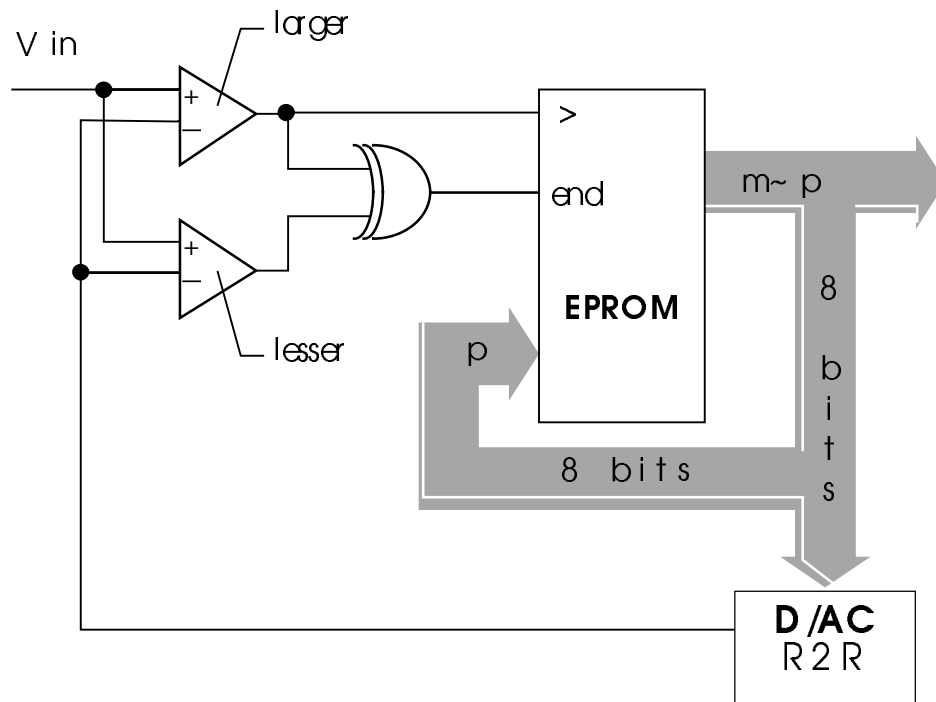 larger
V in
+
−
>
m~ p
end
+
−
8
EPROM
lesser
p
b
i
t
s
8 bits
D/AC
R2R